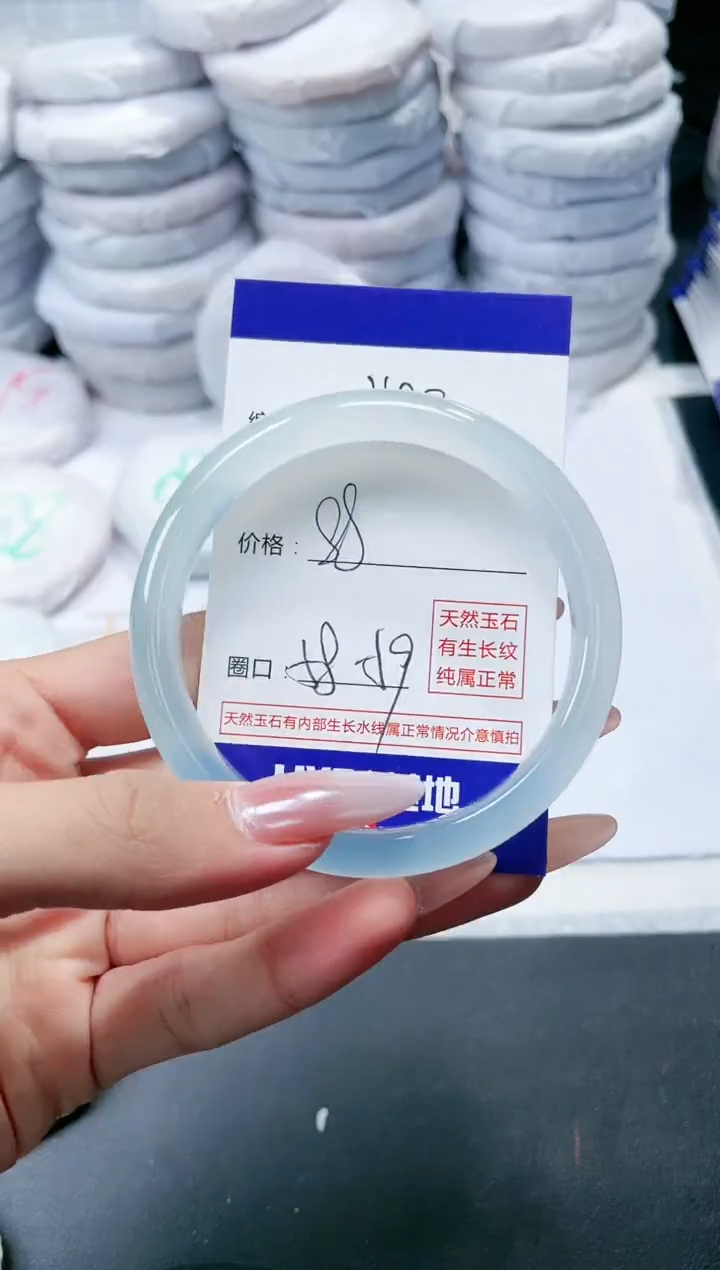 价格： 88
天然玉石
有生长纹
纯属正常
圈口：58-59
天然玉石有内部生长水线属正常情况介意慎拍
地